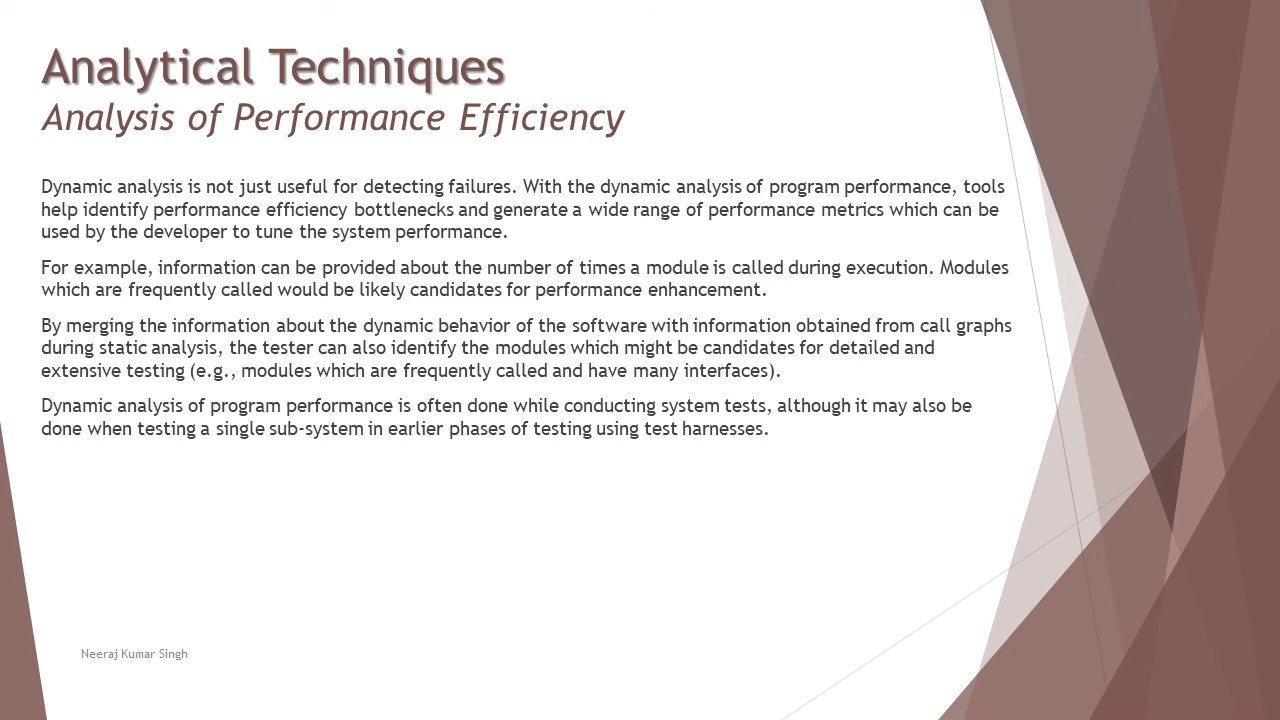 Analytical Techniques
Analysis of Performance Efficiency
Dynamic analysis is not just useful for detecting failures. With the dynamic analysis of program performance, tools
help identify performance efficiency bottlenecks and generate a wide range of performance metrics which can be
used by the developer to tune the system performance.
For example, information can be provided about the number of times a module is called during execution. Modules
which are frequently called would be likely candidates for performance enhancement.
By merging the information about the dynamic behavior of the software with information obtained from call graphs
during static analysis, the tester can also identify the modules which might be candidates for detailed and
extensive testing (e.g., modules which are frequently called and have many interfaces).
Dynamic analysis of program performance is often done while conducting system tests, although it may also be
done when testing a single sub-system in earlier phases of testing using test harnesses.
Neeraj Kumar Singh